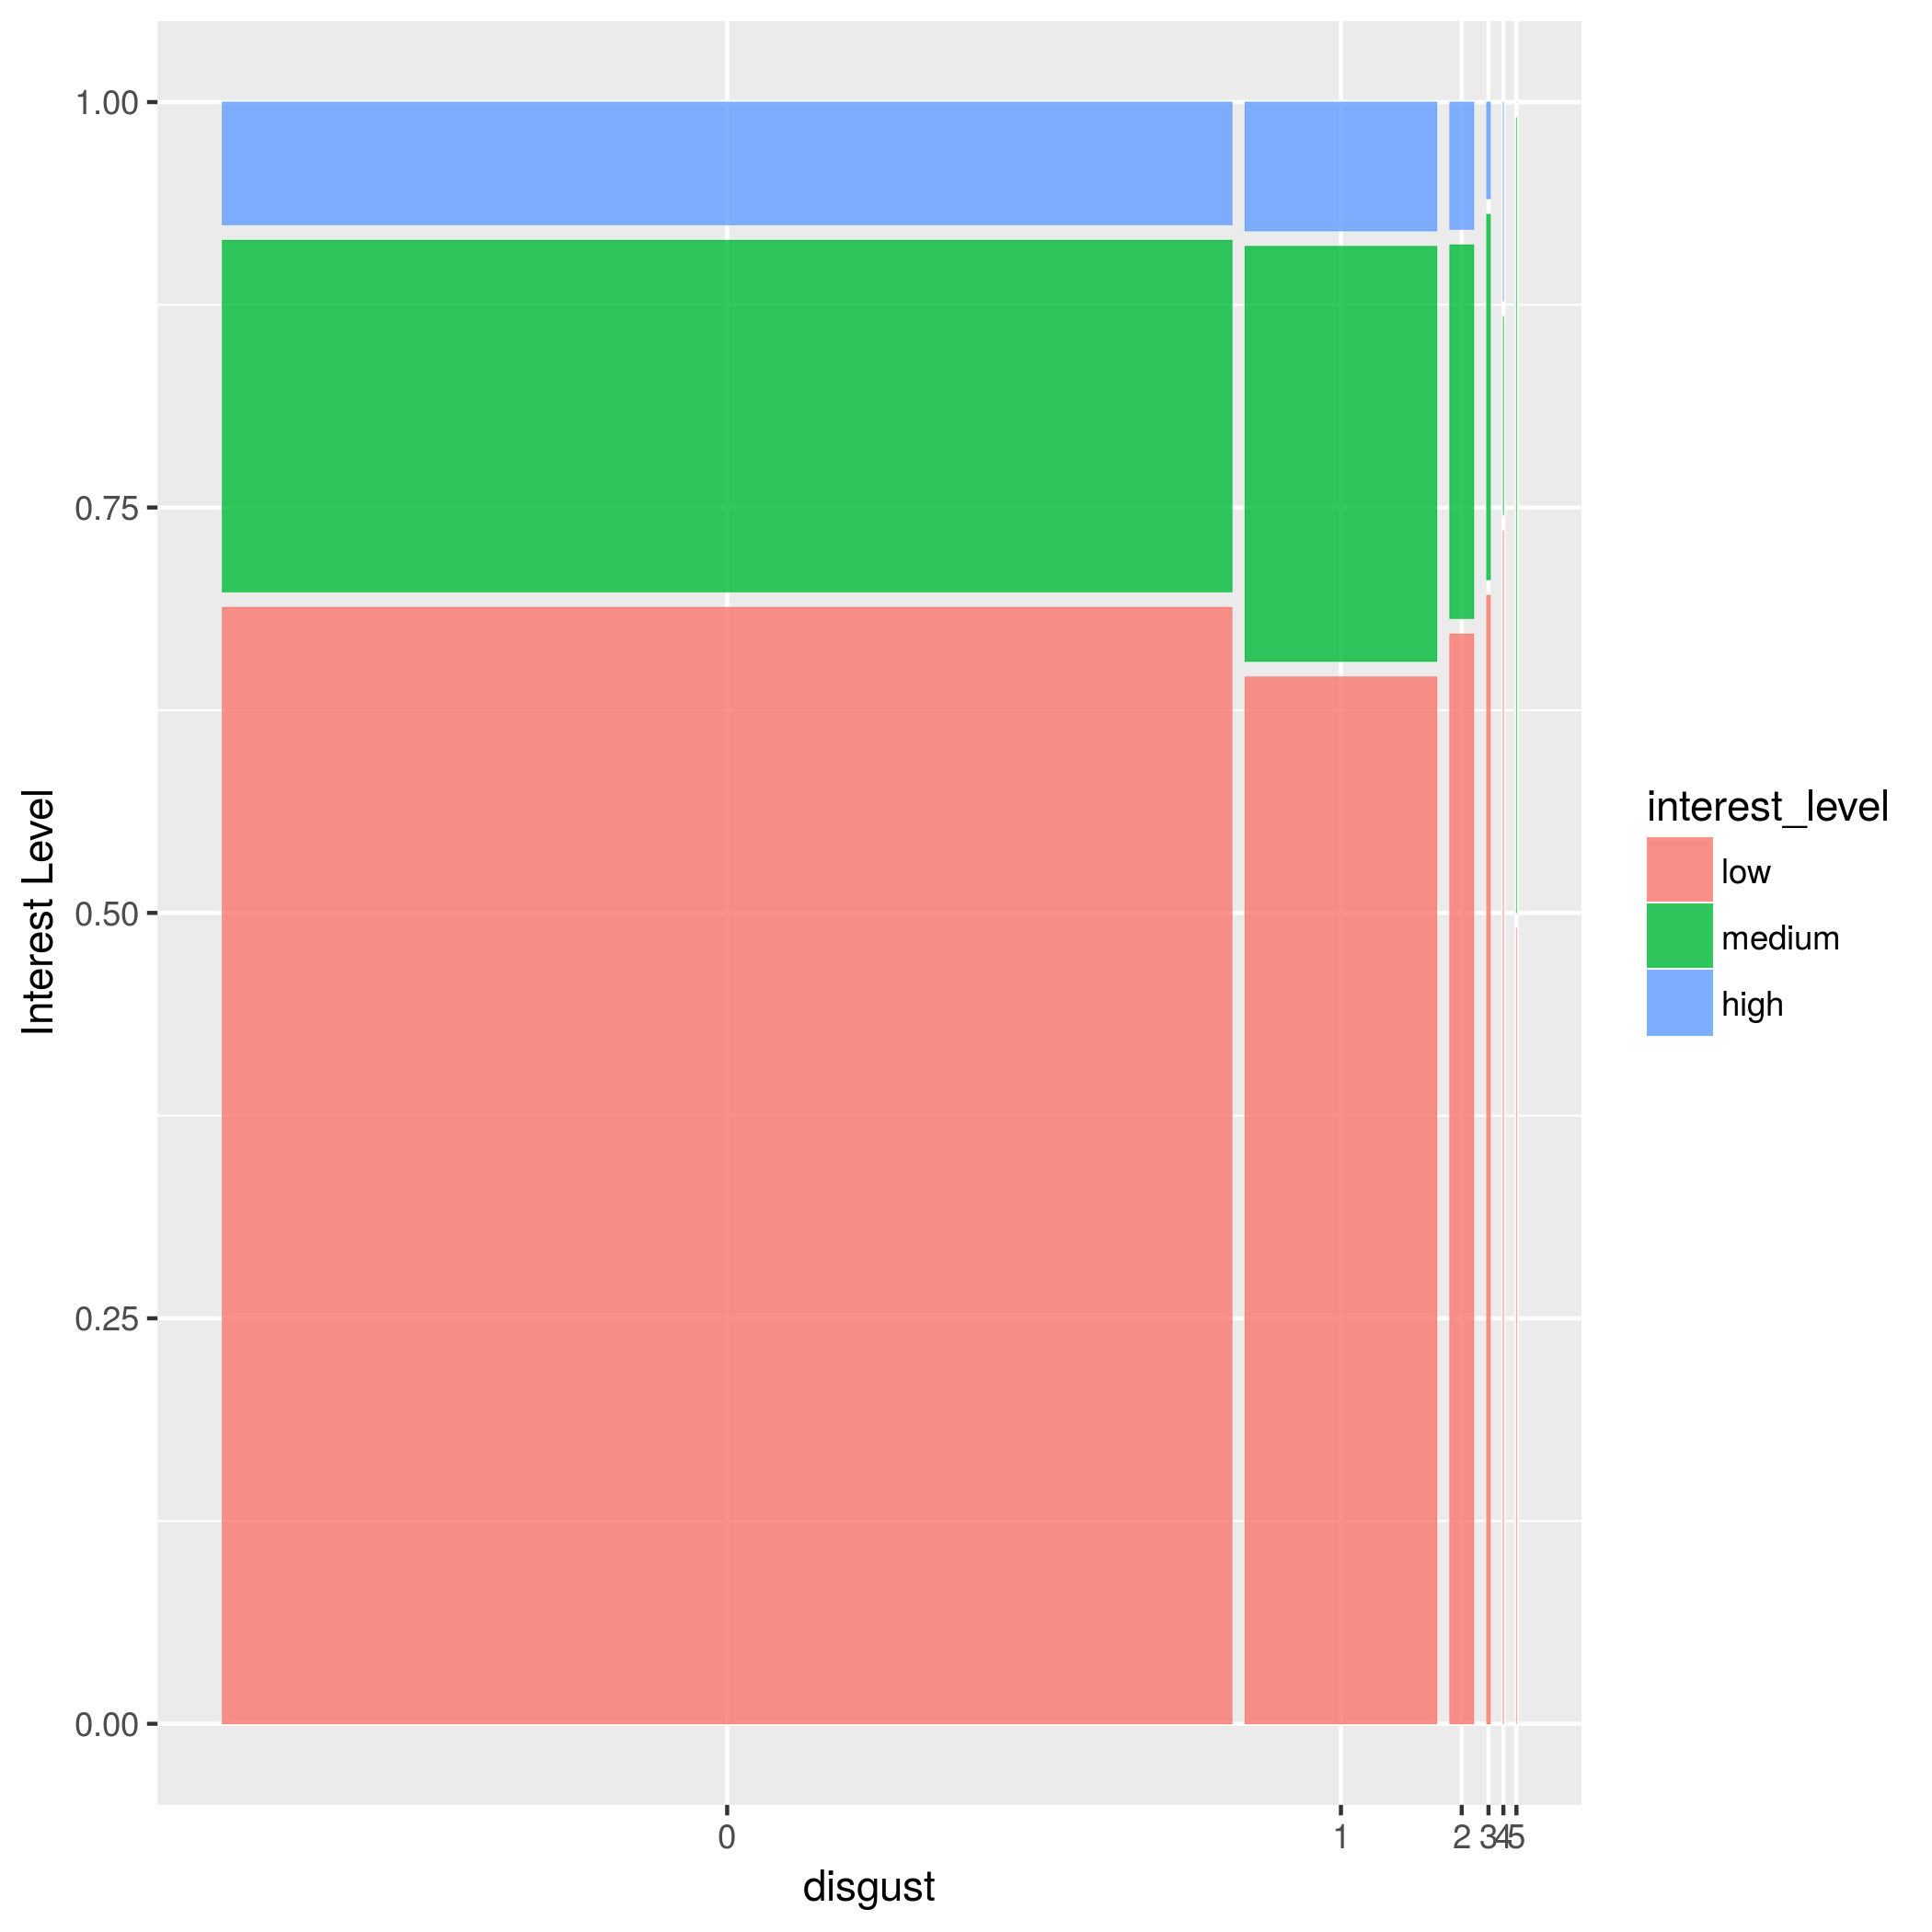 1.00
0.75
0.50
0.25
0.00
Interest Level
0 1 2 3 4 5
disgust
interest_level
low
medium
high